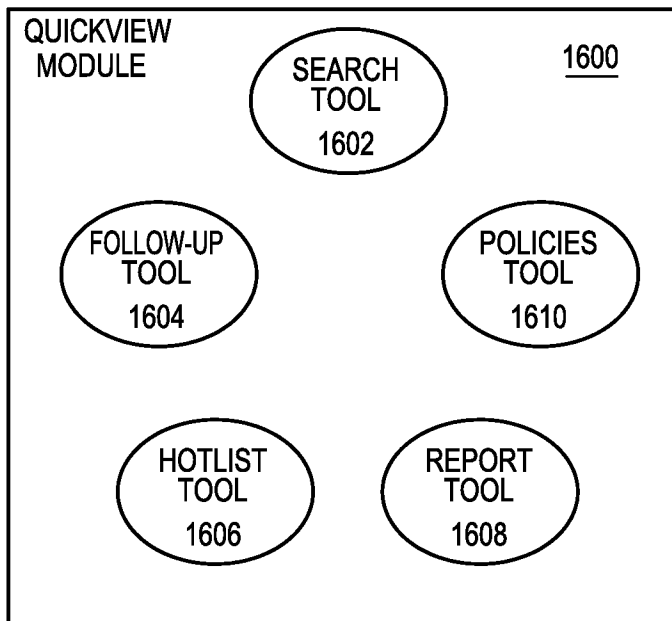 QUICKVIEW
MODULE
1600
SEARCH
TOOL
1602
FOLLOW-UP
TOOL
1604
POLICIES
TOOL
1610
HOTLIST
TOOL
1606
REPORT
TOOL
1608